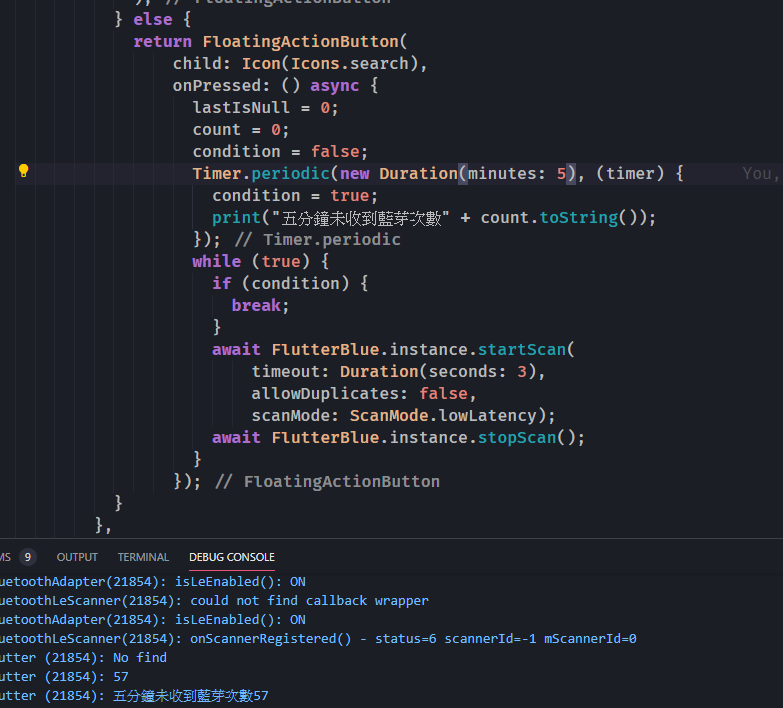 ); // FloatingActionButton
} else {
return FloatingActionButton(
child: Icon(Icons.search),
onPressed: () async {
lastIsNull = 0;
count = 0;
condition = false;
Timer.periodic(new Duration(minutes: 5), (timer) { You,
condition = true;
print("五分鐘未收到藍芽次數" + count.toString());
}); // Timer.periodic
while (true) {
if (condition) {
break;
}
await FlutterBlue.instance.startScan(
timeout: Duration(seconds: 3),
allowDuplicates: false,
scanMode: ScanMode.lowLatency);
await FlutterBlue.instance.stopScan();
}
}); // FloatingActionButton
}
},
MS 9 OUTPUT TERMINAL DEBUG CONSOLE
uetoothAdapter(21854): isLeEnabled(): ON
uetoothLeScanner(21854): could not find callback wrapper
uetoothAdapter(21854): isLeEnabled(): ON
uetoothLeScanner(21854): onScannerRegistered() - status=6 scannerId=-1 mScannerId=0
utter (21854): No find
utter (21854): 57
utter (21854): 五分鐘未收到藍芽次數57